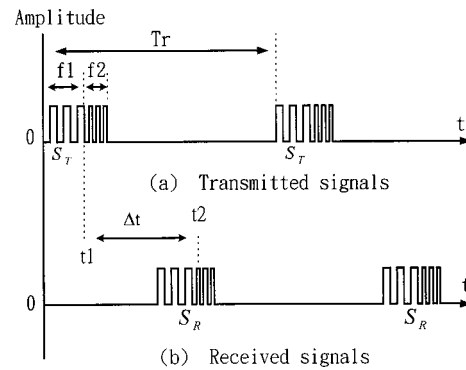 Amplitude
Tr
f1 f2
0
t
S_T S_T
(a) Transmitted signals
Δt
t2
t1
0
t
S_R S_R
(b) Received signals